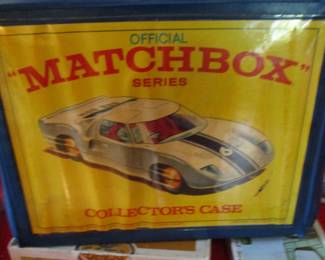 OFFICIAL
"MATCHBOX"
SERIES
COLLECTOR'S CASE